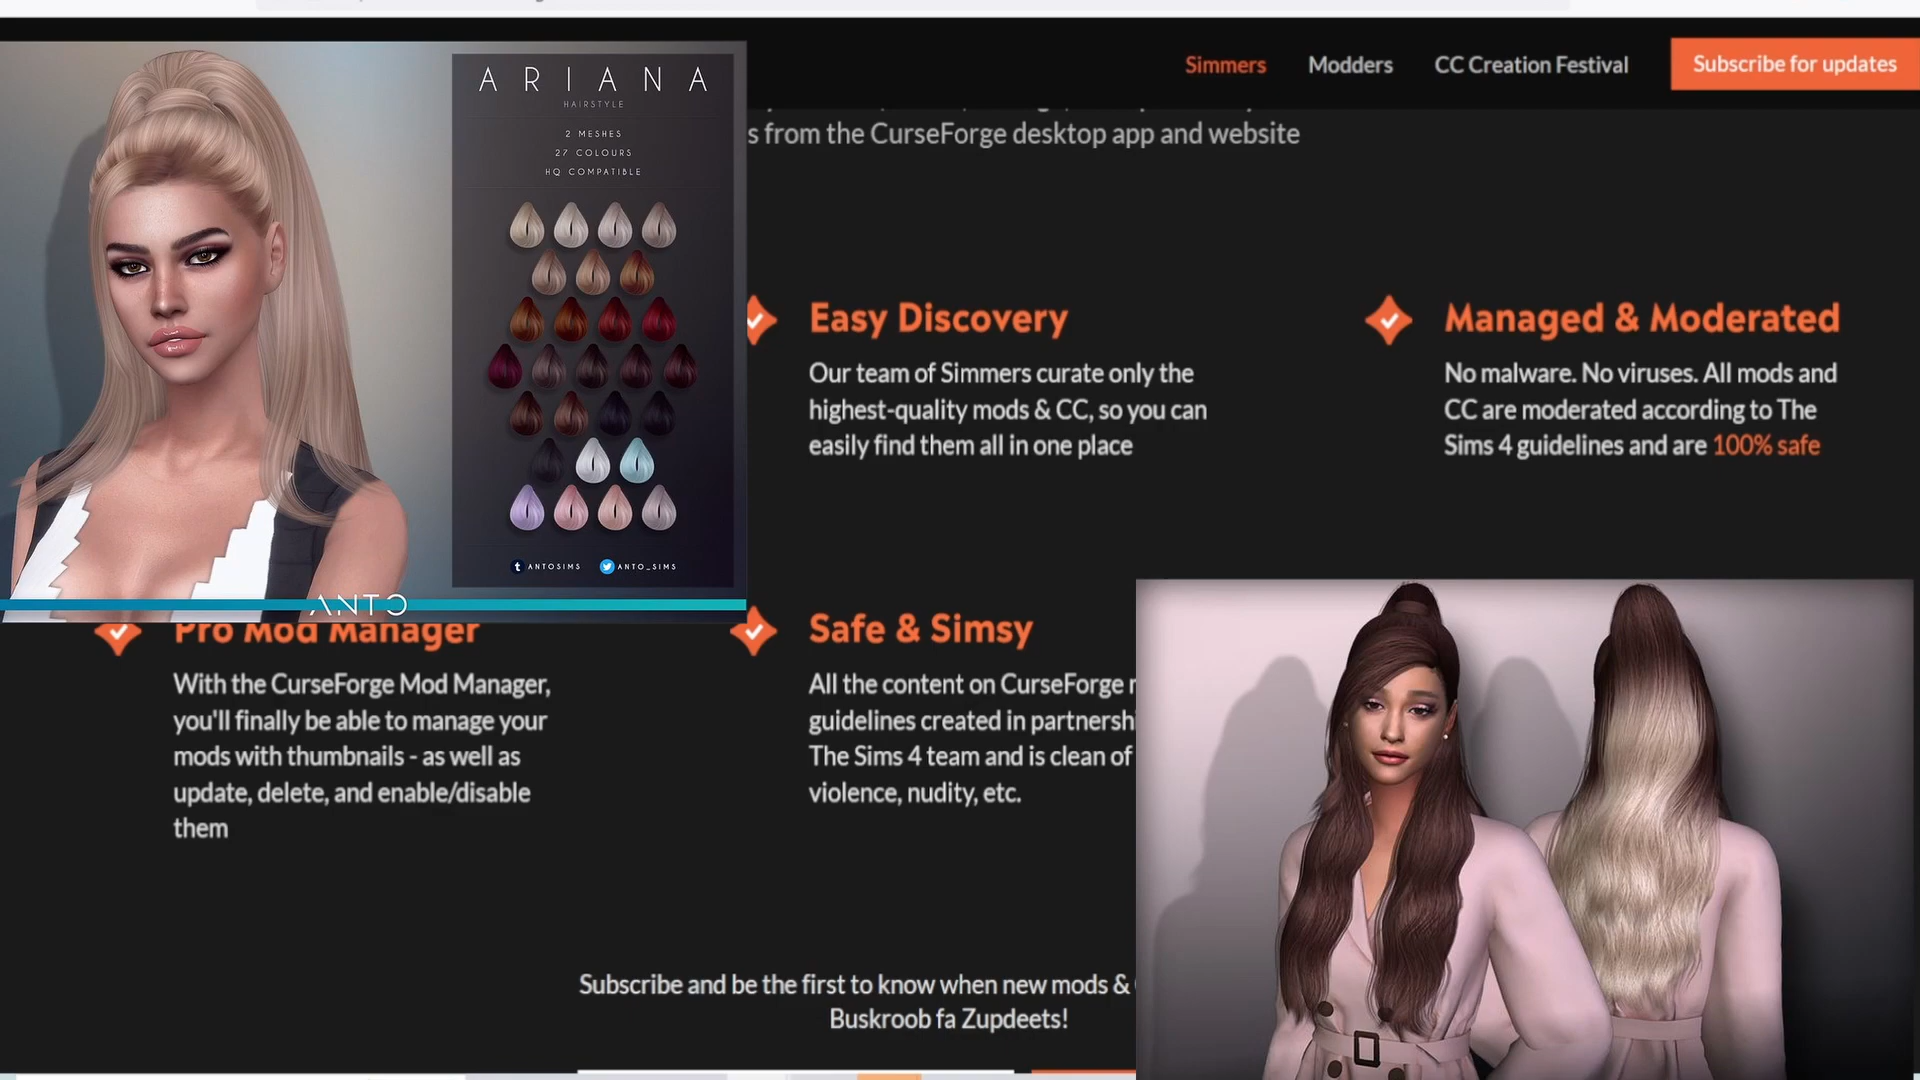 Simmers
Modders
CC Creation Festival
Subscribe for updates
ARIANA
HAIRSTYLE
2 MESHES
27 COLOURS
HQ COMPATIBLE
ANTOSIMS
ANTO_SIMS
ANTO
s from the CurseForge desktop app and website
Easy Discovery
Our team of Simmers curate only the
highest-quality mods & CC, so you can
easily find them all in one place
Managed & Moderated
No malware. No viruses. All mods and
CC are moderated according to The
Sims 4 guidelines and are 100% safe
Pro Mod Manager
With the CurseForge Mod Manager,
you'll finally be able to manage your
mods with thumbnails - as well as
update, delete, and enable/disable
them
Safe & Simsy
All the content on CurseForge
guidelines created in partnershi
The Sims 4 team and is clean of
violence, nudity, etc.
Subscribe and be the first to know when new mods &
Buskroob fa Zupdeets!